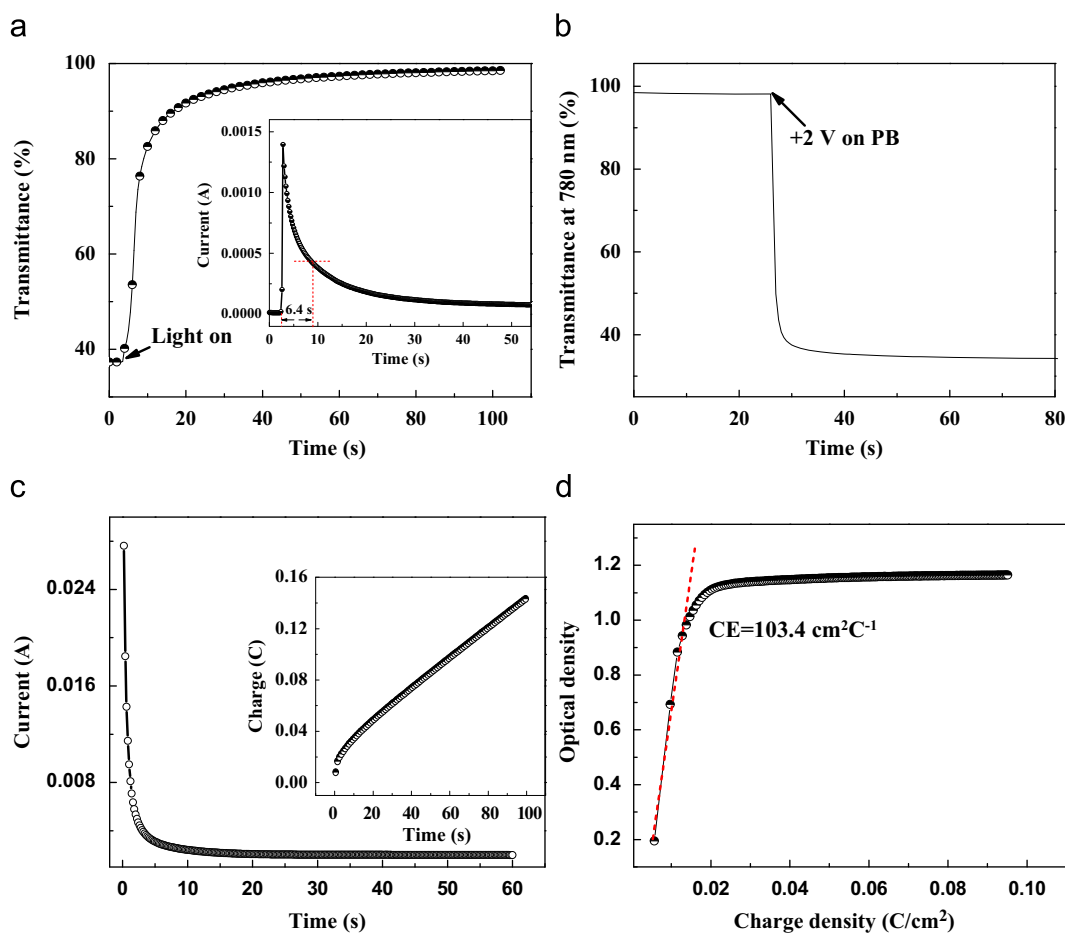 a
100
80
60
40
Transmittance (%)
Light on
0 20 40 60 80 100
Time (s)
0.0015
0.0010
0.0005
0.0000
Current (A)
6.4 s
0 10 20 30 40 50
Time (s)
b
100
80
60
40
Transmittance at 780 nm (%)
+2 V on PB
0 20 40 60 80
Time (s)
c
0.024
0.016
0.008
Current (A)
0 10 20 30 40 50 60
Time (s)
0.16
0.12
0.08
0.04
0.00
Charge (C)
0 20 40 60 80 100
Time (s)
d
1.2
1.0
0.8
0.6
0.4
0.2
Optical density
CE=103.4 cm²C⁻¹
0.02 0.04 0.06 0.08 0.10
Charge density (C/cm²)